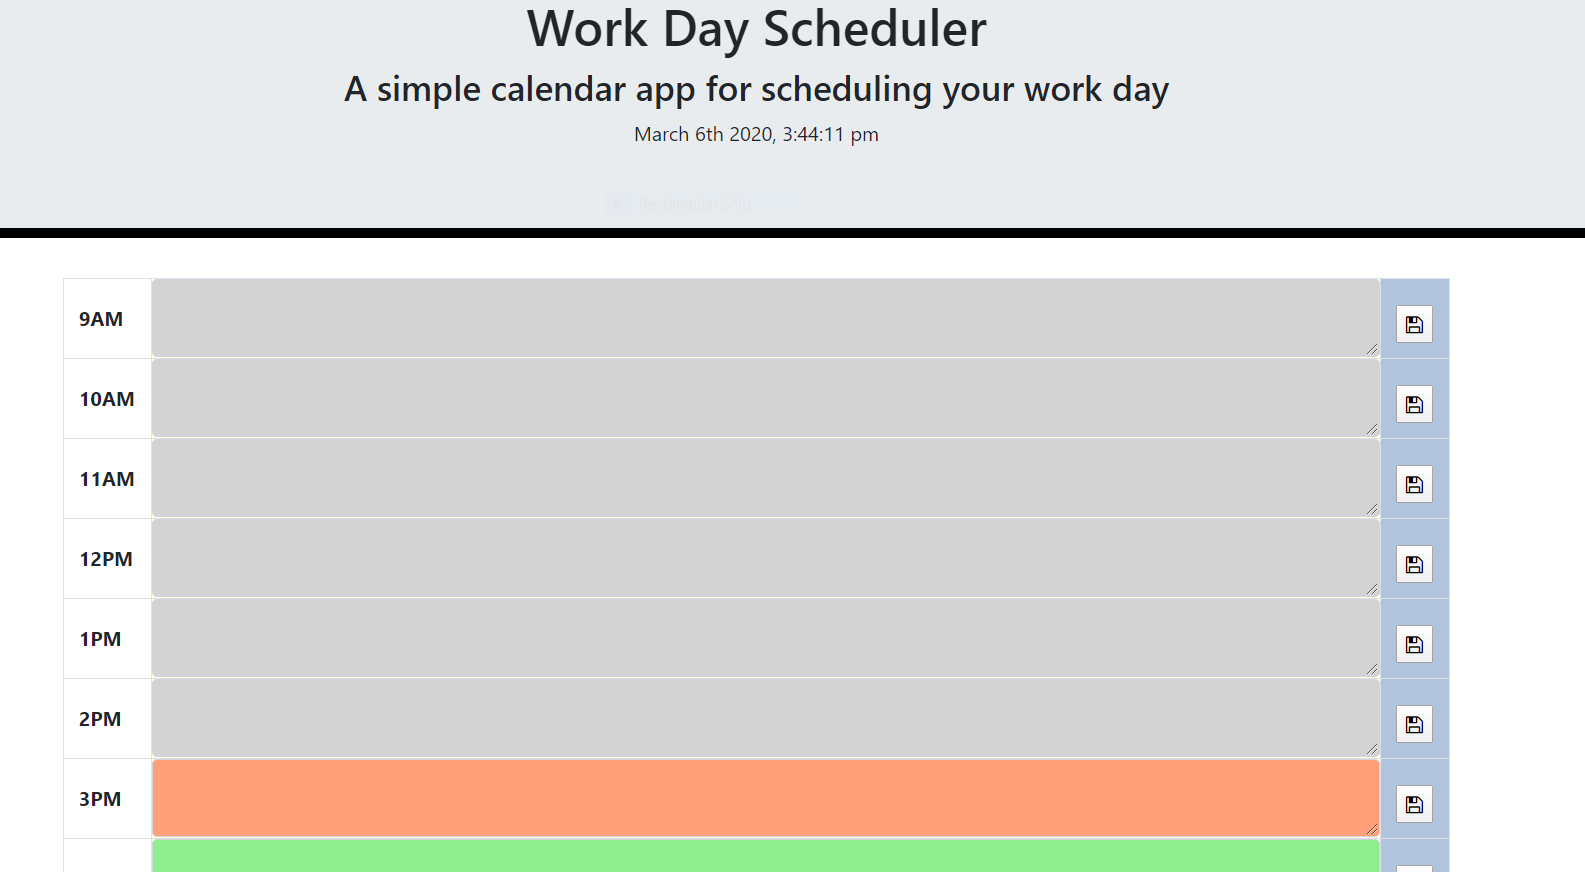 Work Day Scheduler
A simple calendar app for scheduling your work day
March 6th 2020, 3:44:11 pm
Rectangular Snip
9AM
10AM
11AM
12PM
1PM
2PM
3PM